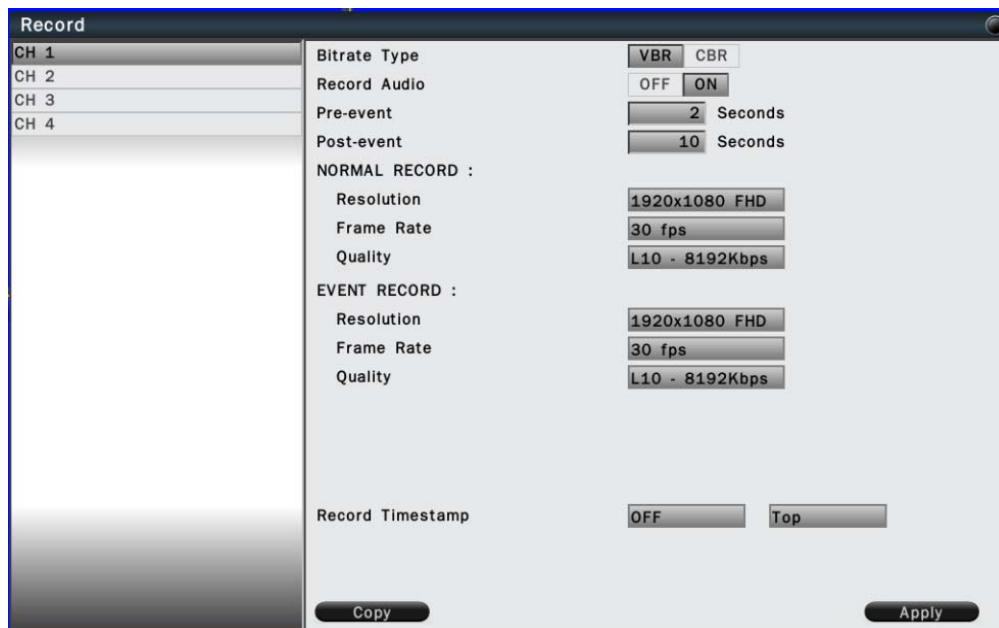 Record
CH 1
CH 2
CH 3
CH 4
Bitrate Type VBR CBR
Record Audio OFF ON
Pre-event 2 Seconds
Post-event 10 Seconds
NORMAL RECORD :
Resolution 1920x1080 FHD
Frame Rate 30 fps
Quality L10 - 8192Kbps
EVENT RECORD :
Resolution 1920x1080 FHD
Frame Rate 30 fps
Quality L10 - 8192Kbps
Record Timestamp OFF Top
Copy Apply